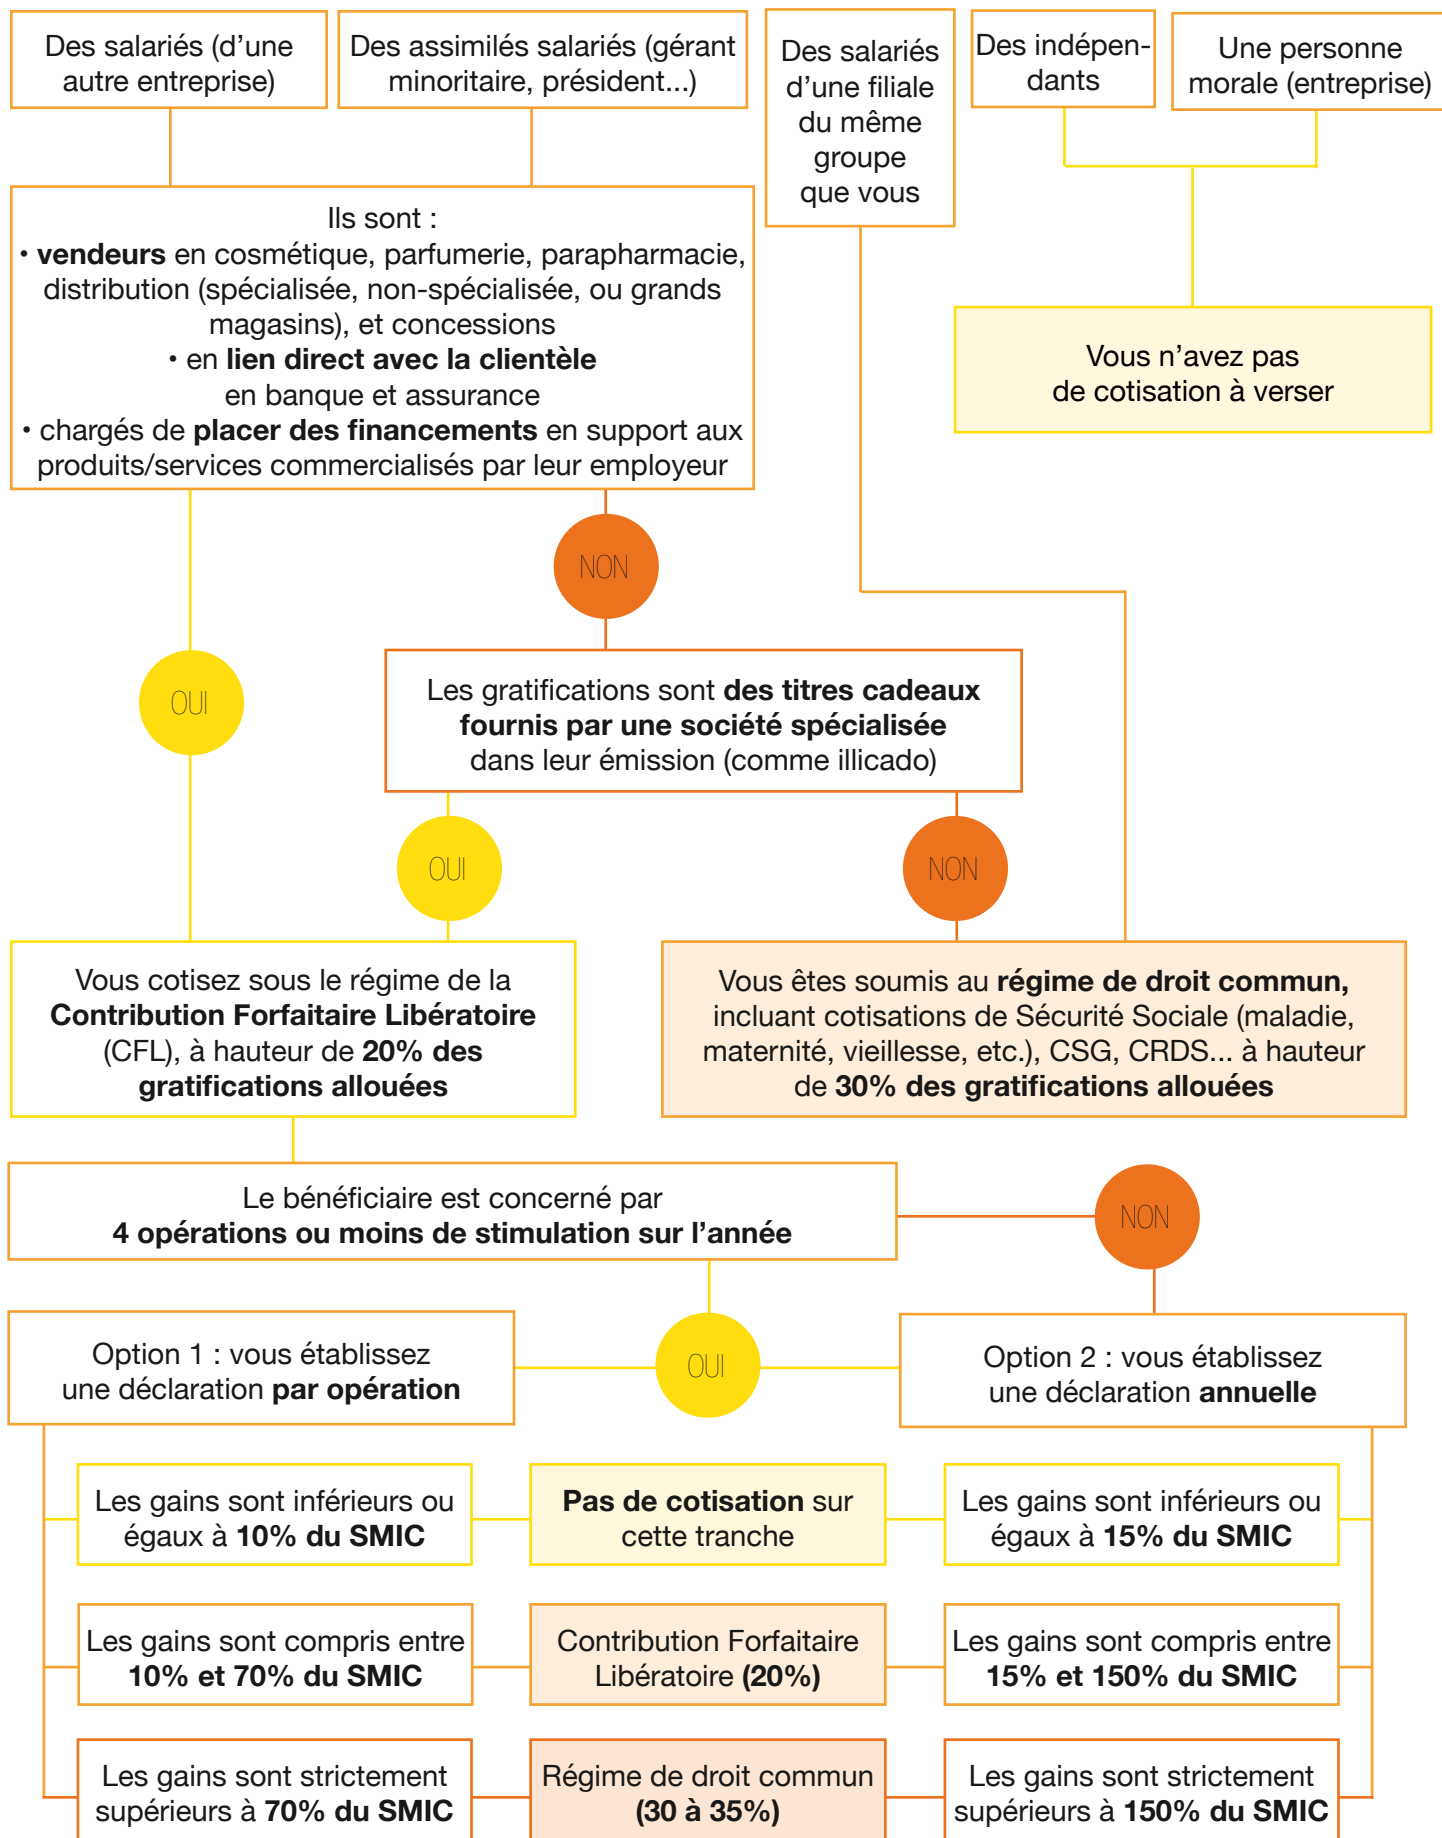 Des salariés (d’une
autre entreprise)
Des assimilés salariés (gérant
minoritaire, président...)
Des salariés
d’une filiale
du même
groupe
que vous
Des indépen-
dants
Une personne
morale (entreprise)
Ils sont :
• vendeurs en cosmétique, parfumerie, parapharmacie,
distribution (spécialisée, non-spécialisée, ou grands
magasins), et concessions
• en lien direct avec la clientèle
en banque et assurance
• chargés de placer des financements en support aux
produits/services commercialisés par leur employeur
Vous n’avez pas
de cotisation à verser
NON
OUI
Les gratifications sont des titres cadeaux
fournis par une société spécialisée
dans leur émission (comme illicado)
OUI
NON
Vous cotisez sous le régime de la
Contribution Forfaitaire Libératoire
(CFL), à hauteur de 20% des
gratifications allouées
Vous êtes soumis au régime de droit commun,
incluant cotisations de Sécurité Sociale (maladie,
maternité, vieillesse, etc.), CSG, CRDS... à hauteur
de 30% des gratifications allouées
Le bénéficiaire est concerné par
4 opérations ou moins de stimulation sur l’année
NON
Option 1 : vous établissez
une déclaration par opération
OUI
Option 2 : vous établissez
une déclaration annuelle
Les gains sont inférieurs ou
égaux à 10% du SMIC
Pas de cotisation sur
cette tranche
Les gains sont inférieurs ou
égaux à 15% du SMIC
Les gains sont compris entre
10% et 70% du SMIC
Contribution Forfaitaire
Libératoire (20%)
Les gains sont compris entre
15% et 150% du SMIC
Les gains sont strictement
supérieurs à 70% du SMIC
Régime de droit commun
(30 à 35%)
Les gains sont strictement
supérieurs à 150% du SMIC